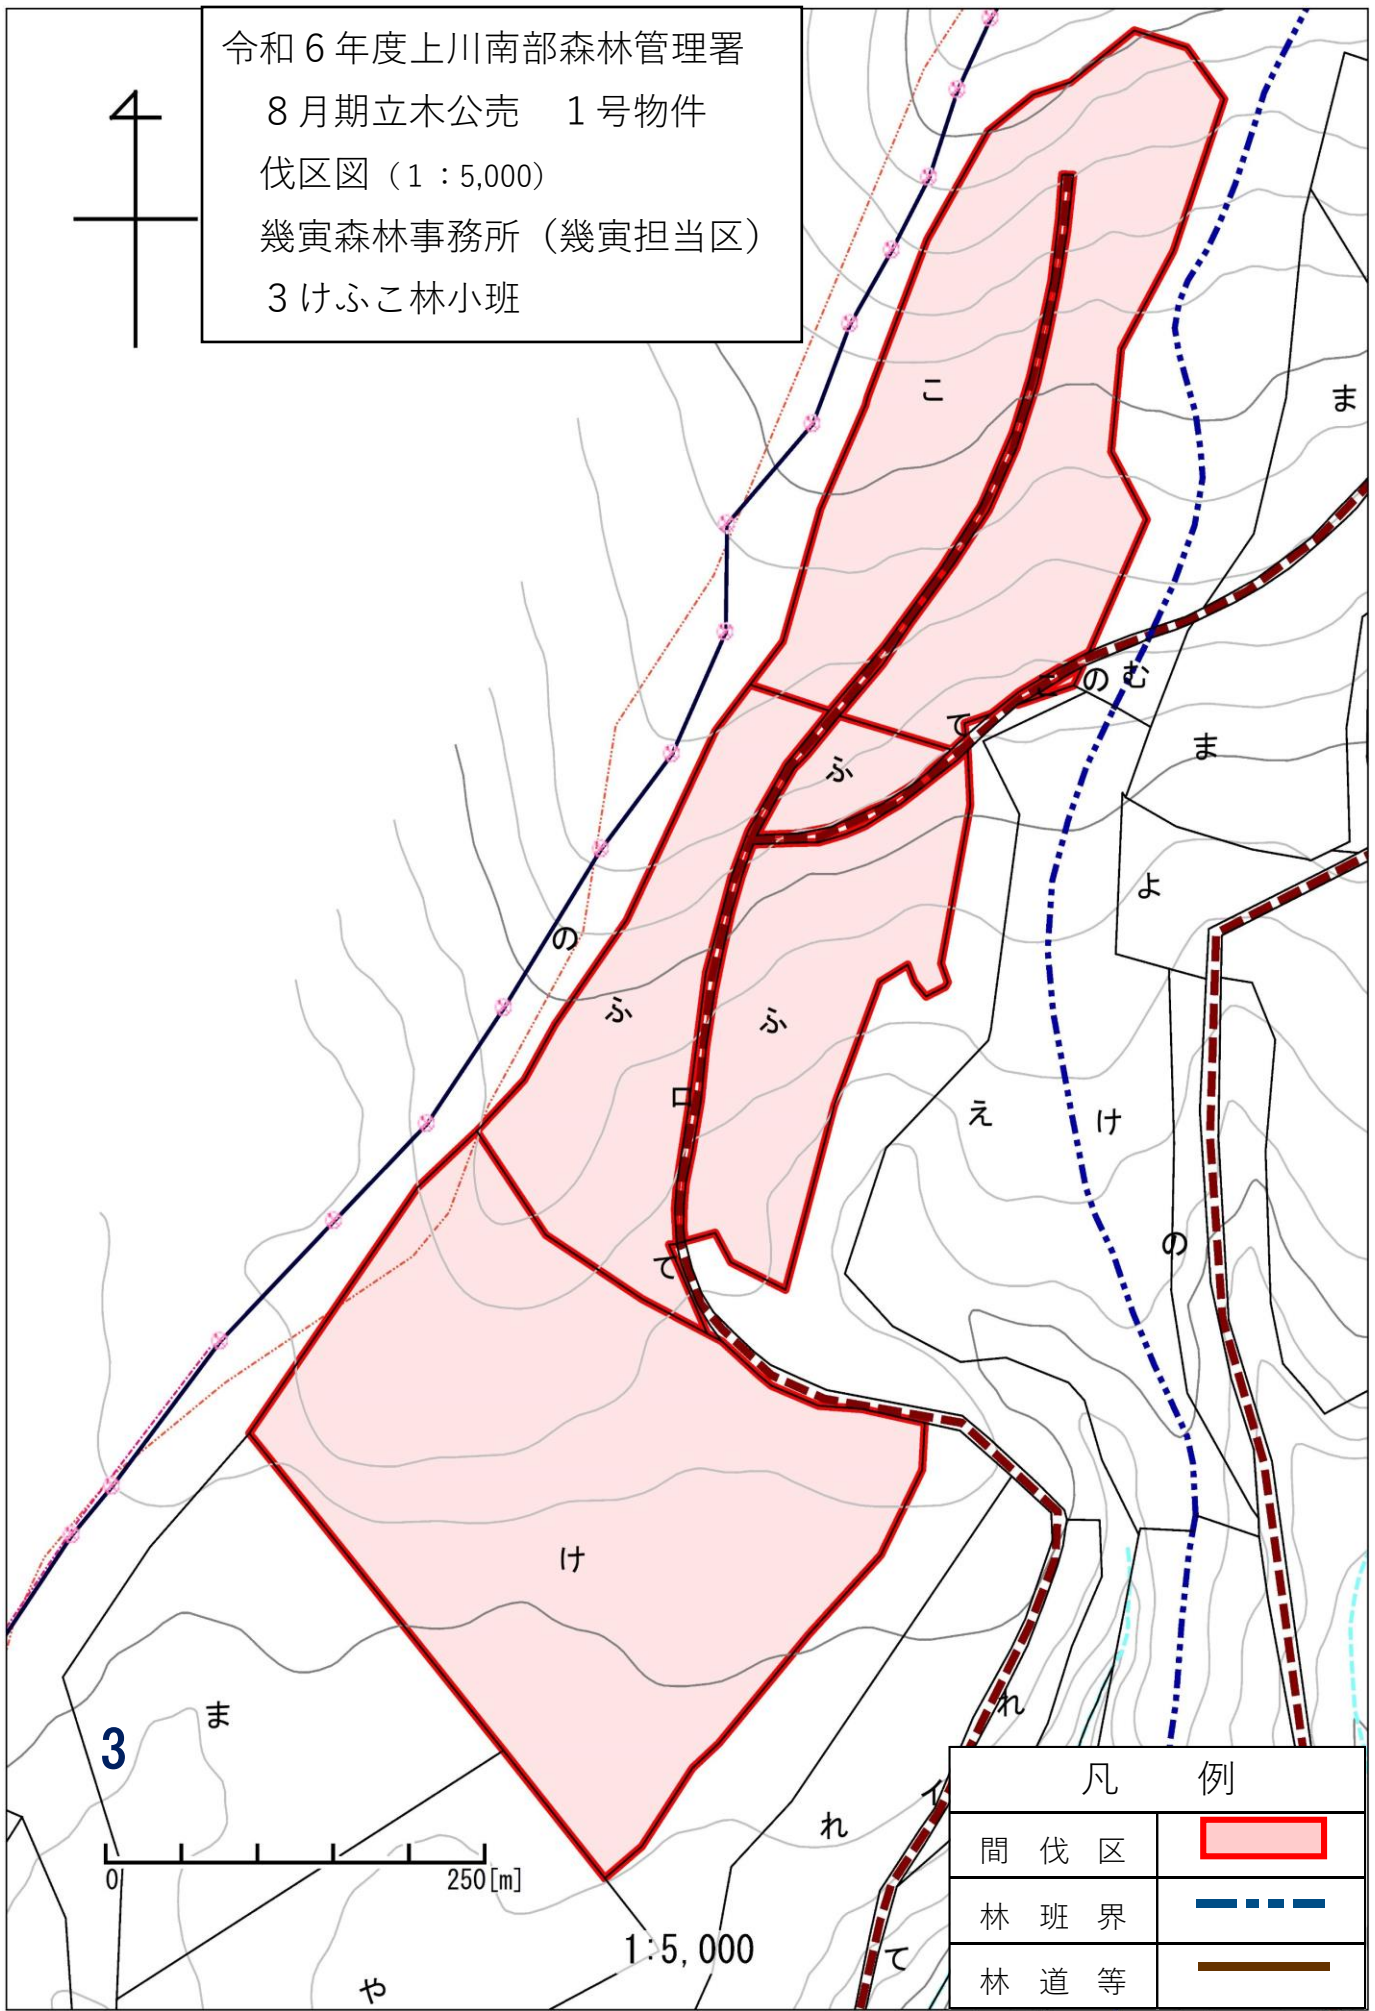 令和６年度上川南部森林管理署
８月期立木公売　１号物件
伐区図（１：5,000）
幾寅森林事務所（幾寅担当区）
３けふこ林小班
こ
ま
こ
の
む
て
ふ
ま
よ
の
ふ
ふ
ロ
え
け
の
て
け
ま
3
れ
イ
れ
0
250[m]
1:5,000
て
や
凡　例
間伐区
林班界
林道等